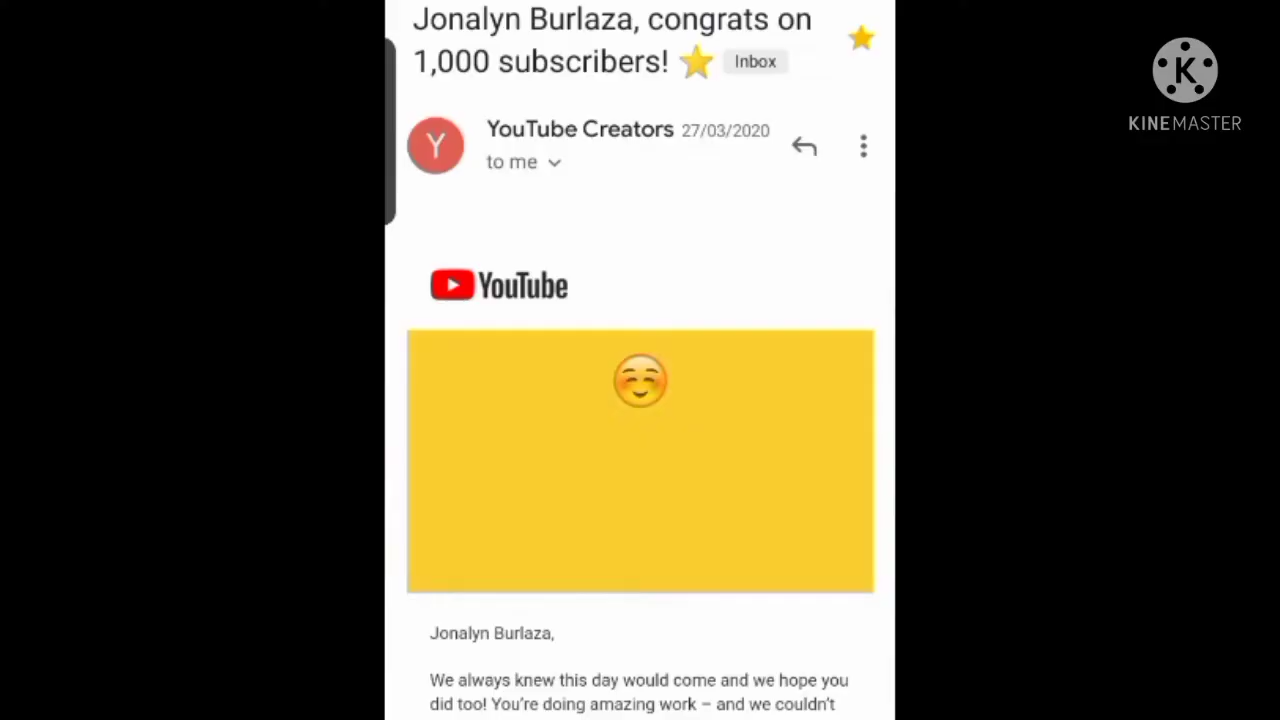 Jonalyn Burlaza, congrats on
1,000 subscribers! Inbox
YouTube Creators 27/03/2020
to me
Y
K
KINEMASTER
YouTube
Jonalyn Burlaza,
We always knew this day would come and we hope you
did too! You're doing amazing work – and we couldn't